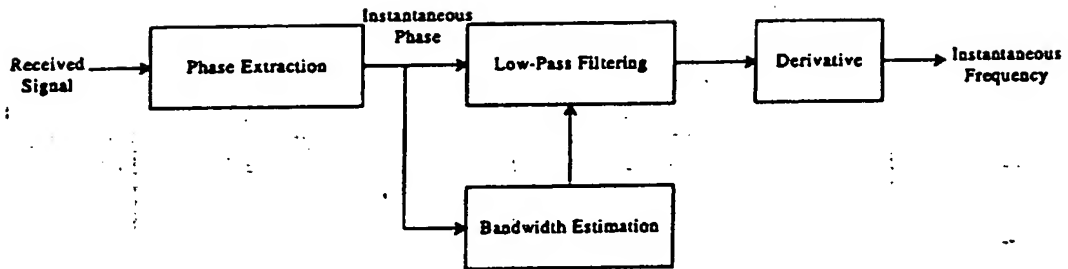 Instantaneous
Phase
Received
Signal
Phase Extraction
Low-Pass Filtering
Derivative
Instantaneous
Frequency
Bandwidth Estimation